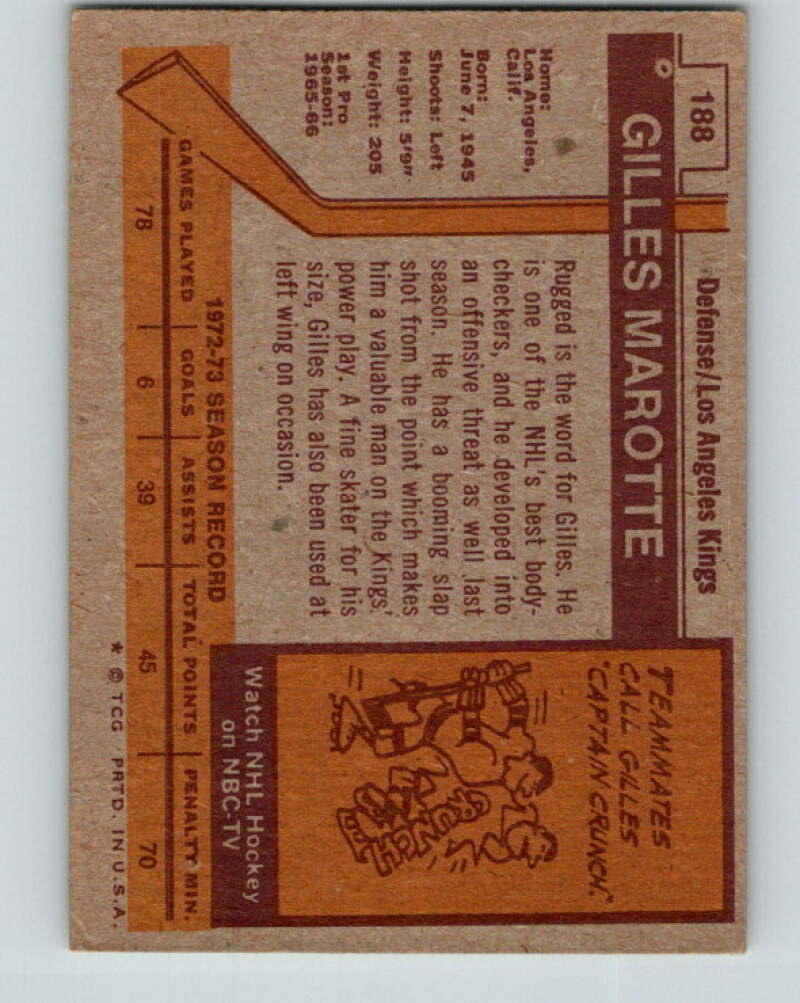 188
Defense/Los Angeles Kings
GILLES MAROTTE
Home:
Los Angeles,
Calif.
Born:
June 7, 1945
Shoots: Left
Height: 5'9"
Weight: 205
1st Pro
Season:
1965-66
Rugged is the word for Gilles. He
is one of the NHL's best body-
checkers, and he developed into
an offensive threat as well last
season. He has a booming slap
shot from the point which makes
him a valuable man on the Kings'
power play. A fine skater for his
size, Gilles has also been used at
left wing on occasion.
TEAMMATES
CALL GILLES
"CAPTAIN CRUNCH."
CRUNCH
Watch NHL Hockey
on NBC-TV
1972-73 SEASON RECORD
GAMES PLAYED GOALS ASSISTS TOTAL POINTS PENALTY MIN.
78 6 39 45 70
* © TCG PRTD. IN U.S.A.